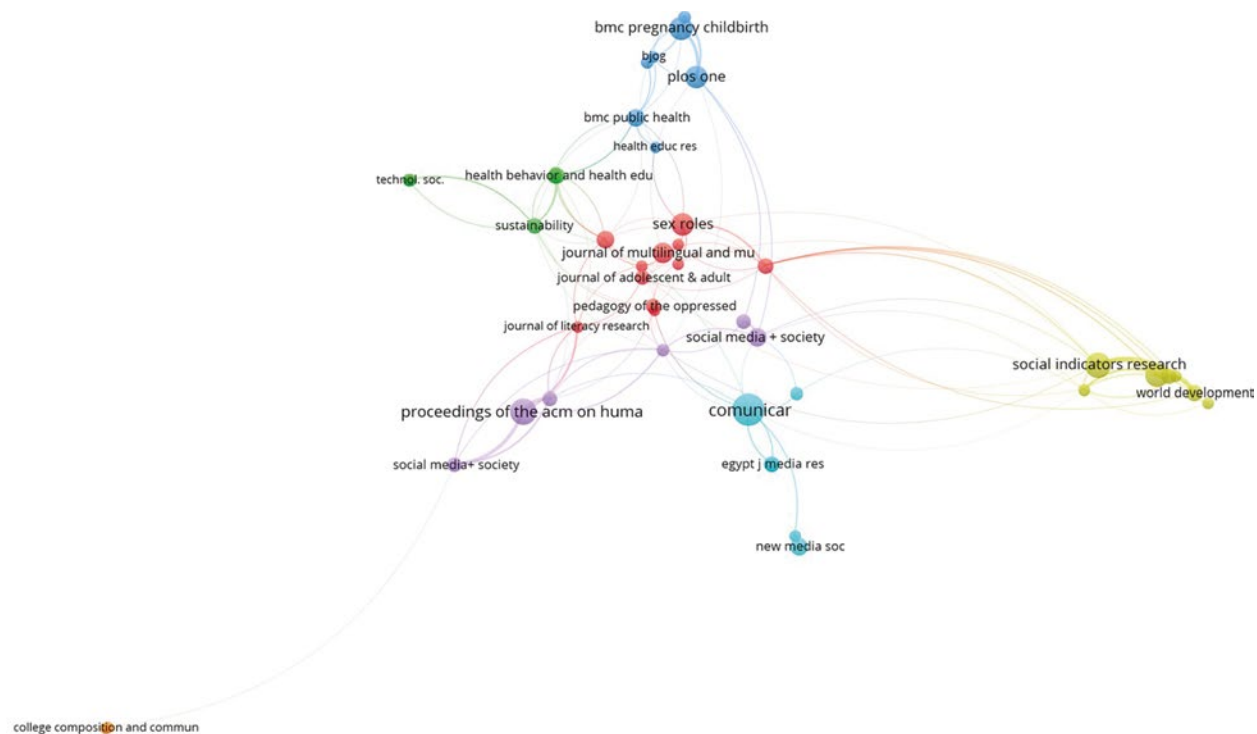 bmc pregnancy childbirth
bjog
plos one
bmc public health
health educ res
technol. soc.
health behavior and health edu
sustainability
sex roles
journal of multilingual and mu
journal of adolescent & adult
pedagogy of the oppressed
journal of literacy research
social media + society
social indicators research
world development
proceedings of the acm on huma
comunicar
social media+ society
egypt j media res
new media soc
college composition and commun